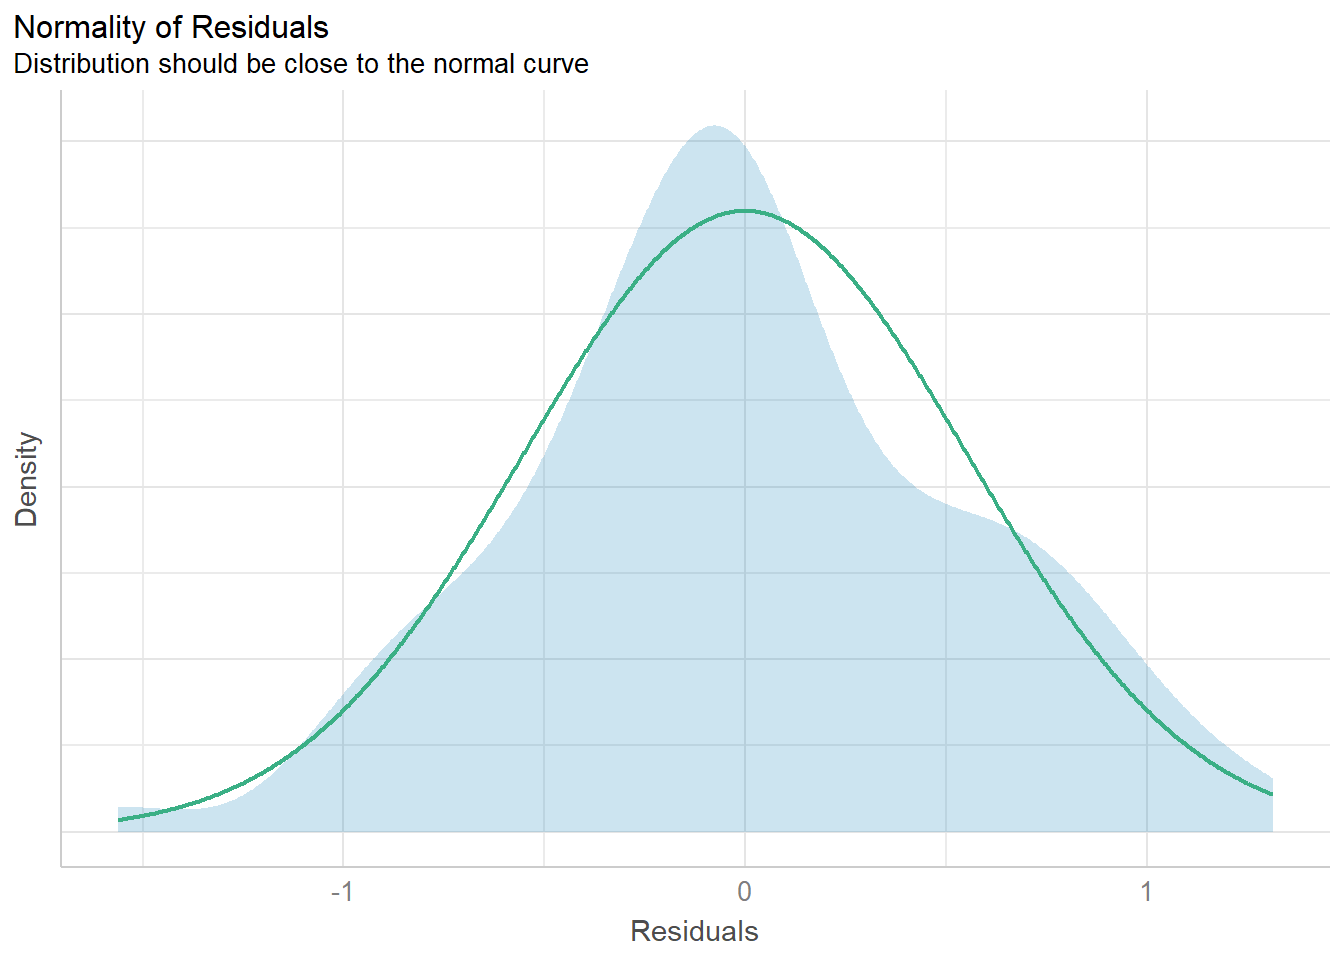 Normality of Residuals
Distribution should be close to the normal curve
Density
-1
0
1
Residuals